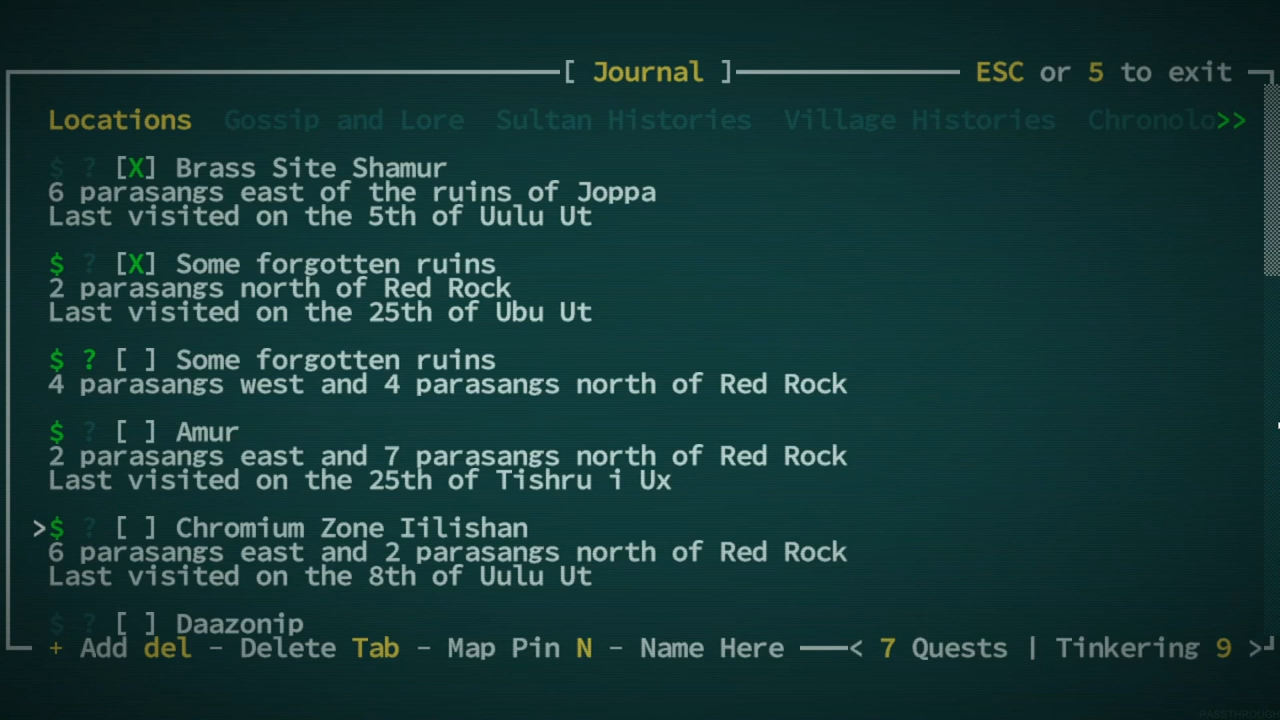 [ Journal ] ESC or 5 to exit
Locations Gossip and Lore Sultan Histories Village Histories Chronolo>>
$ ? [X] Brass Site Shamur
6 parasangs east of the ruins of Joppa
Last visited on the 5th of Uulu Ut
$ ? [X] Some forgotten ruins
2 parasangs north of Red Rock
Last visited on the 25th of Ubu Ut
$ ? [ ] Some forgotten ruins
4 parasangs west and 4 parasangs north of Red Rock
$ ? [ ] Amur
2 parasangs east and 7 parasangs north of Red Rock
Last visited on the 25th of Tishru i Ux
>$ ? [ ] Chromium Zone Iilishan
6 parasangs east and 2 parasangs north of Red Rock
Last visited on the 8th of Uulu Ut
$ ? [ ] Daazonip
+ Add del - Delete Tab - Map Pin N - Name Here < 7 Quests | Tinkering 9 >